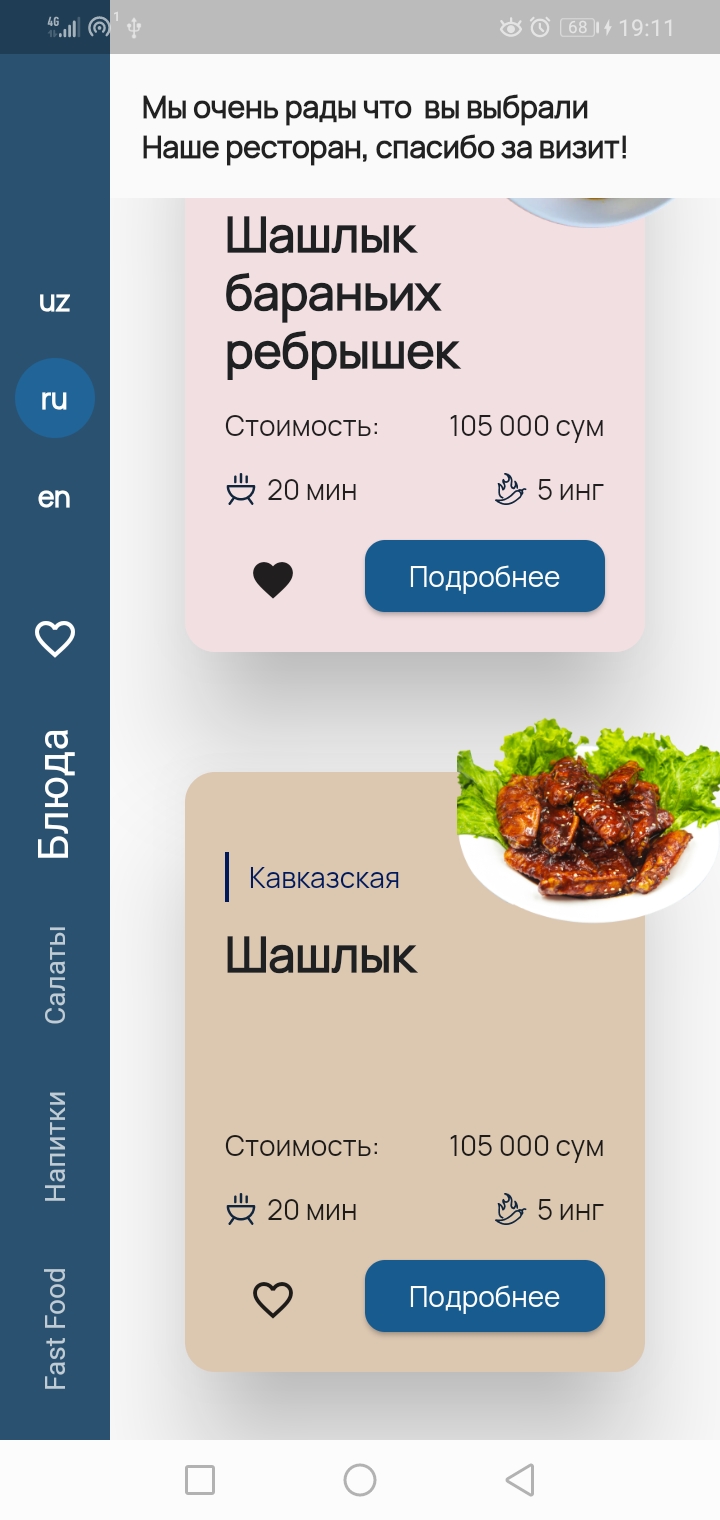 4G 1 68 19:11
Мы очень рады что  вы выбрали
Наше ресторан, спасибо за визит!
uz
ru
en
Блюда
Салаты
Напитки
Fast Food
Шашлык
бараньих
ребрышек
Стоимость: 105 000 сум
20 мин 5 инг
Подробнее
Кавказская
Шашлык
Стоимость: 105 000 сум
20 мин 5 инг
Подробнее